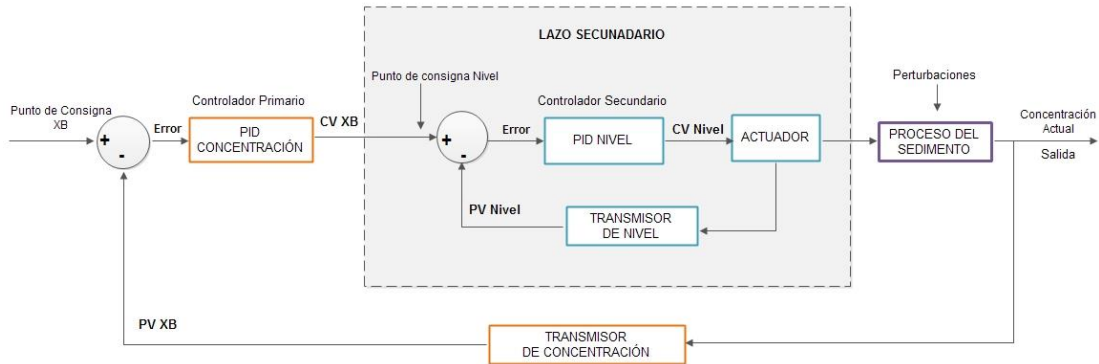 LAZO SECUNADARIO
Punto de consigna Nivel
Perturbaciones
Punto de Consigna
XB
Controlador Primario
Controlador Secundario
Concentración
Actual
+
-
Error
PID
CONCENTRACIÓN
CV XB
+
-
Error
PID NIVEL
CV Nivel
ACTUADOR
PROCESO DEL
SEDIMENTO
Salida
PV Nivel
TRANSMISOR
DE NIVEL
PV XB
TRANSMISOR
DE CONCENTRACIÓN